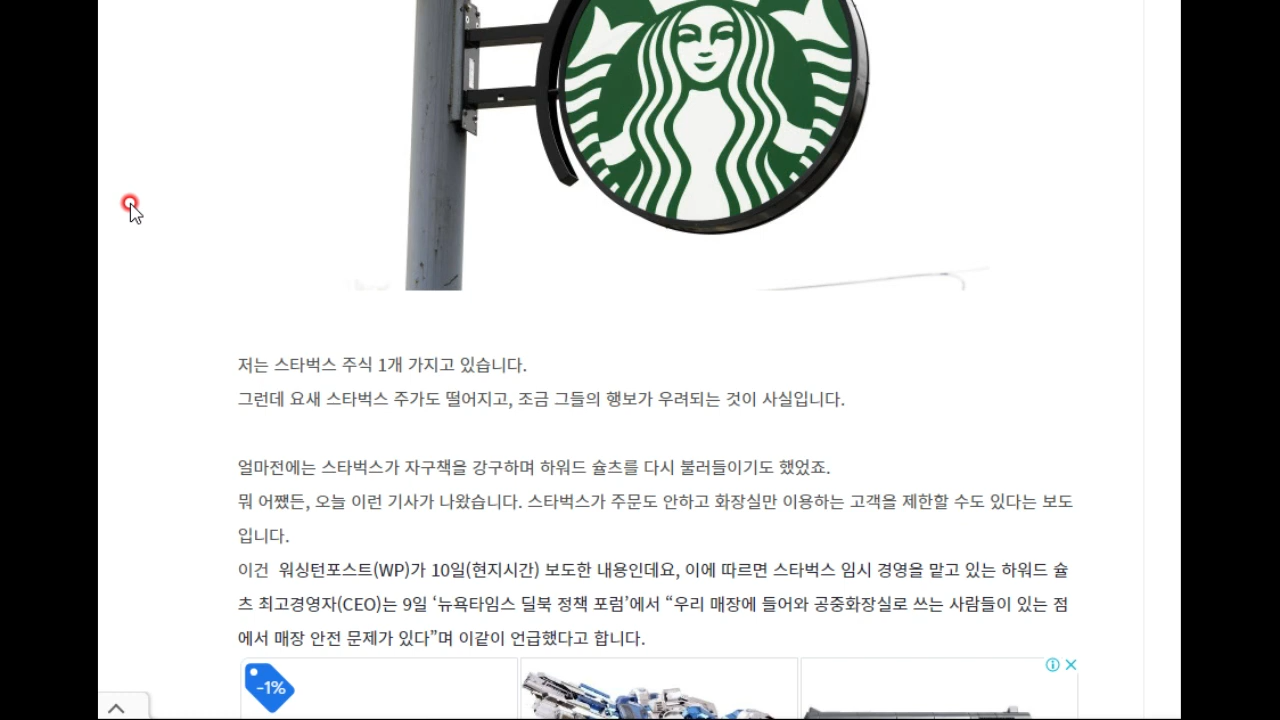 저는 스타벅스 주식 1개 가지고 있습니다.
그런데 요새 스타벅스 주가도 떨어지고, 조금 그들의 행보가 우려되는 것이 사실입니다.
얼마전에는 스타벅스가 자구책을 강구하며 하워드 슐츠를 다시 불러들이기도 했었죠.
뭐 어쨌든, 오늘 이런 기사가 나왔습니다. 스타벅스가 주문도 안하고 화장실만 이용하는 고객을 제한할 수도 있다는 보도
입니다.
이건 워싱턴포스트(WP)가 10일(현지시간) 보도한 내용인데요, 이에 따르면 스타벅스 임시 경영을 맡고 있는 하워드 슐
츠 최고경영자(CEO)는 9일 ‘뉴욕타임스 딜북 정책 포럼’에서 “우리 매장에 들어와 공중화장실로 쓰는 사람들이 있는 점
에서 매장 안전 문제가 있다”며 이같이 언급했다고 합니다.
-1%